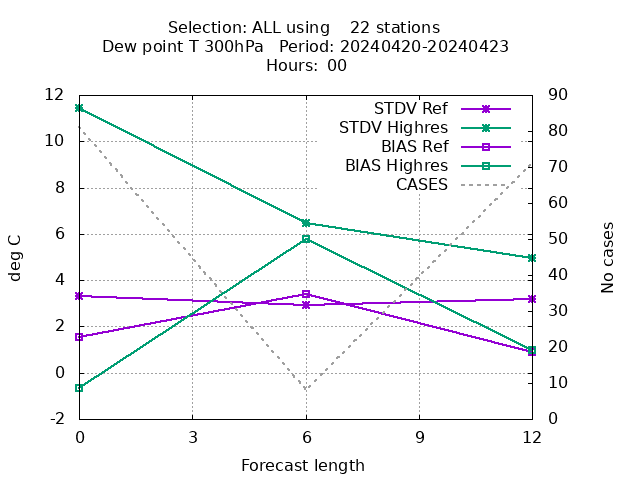 Selection: ALL using    22 stations
Dew point T 300hPa   Period: 20240420-20240423
Hours: 00
STDV Ref
STDV Highres
BIAS Ref
BIAS Highres
CASES
12
10
8
6
4
2
0
-2
90
80
70
60
50
40
30
20
10
0
deg C
No cases
0 3 6 9 12
Forecast length